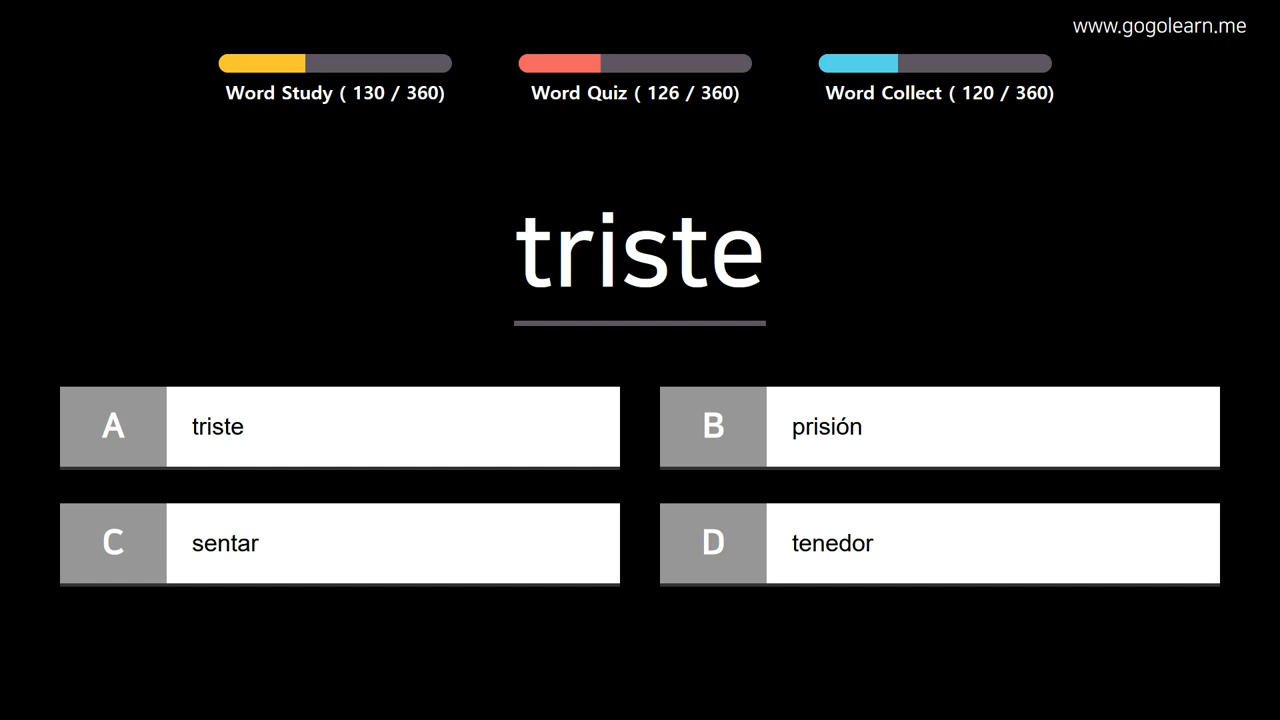 www.gogolearn.me
Word Study ( 130 / 360)
Word Quiz ( 126 / 360)
Word Collect ( 120 / 360)
triste
A triste
B prisión
C sentar
D tenedor